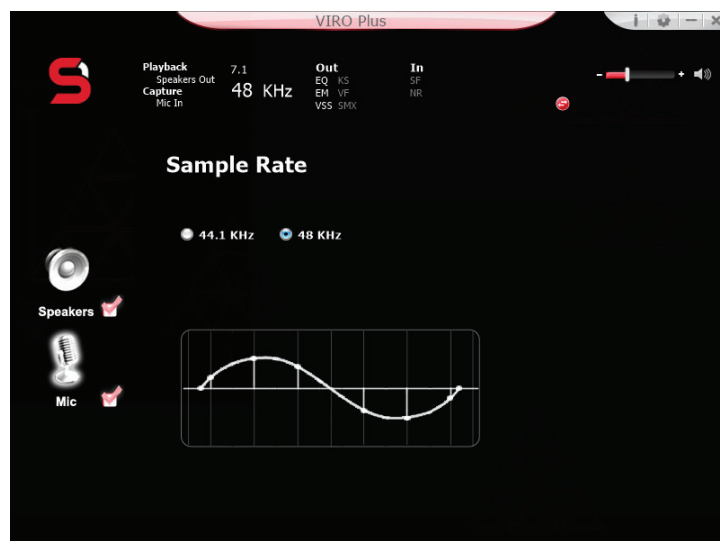 VIRO Plus
i
Playback 7.1 Out In
Speakers Out EQ KS SF
Capture 48 KHz EM VF NR
Mic In VSS SMX
- +
Sample Rate
44.1 KHz 48 KHz
Speakers
Mic